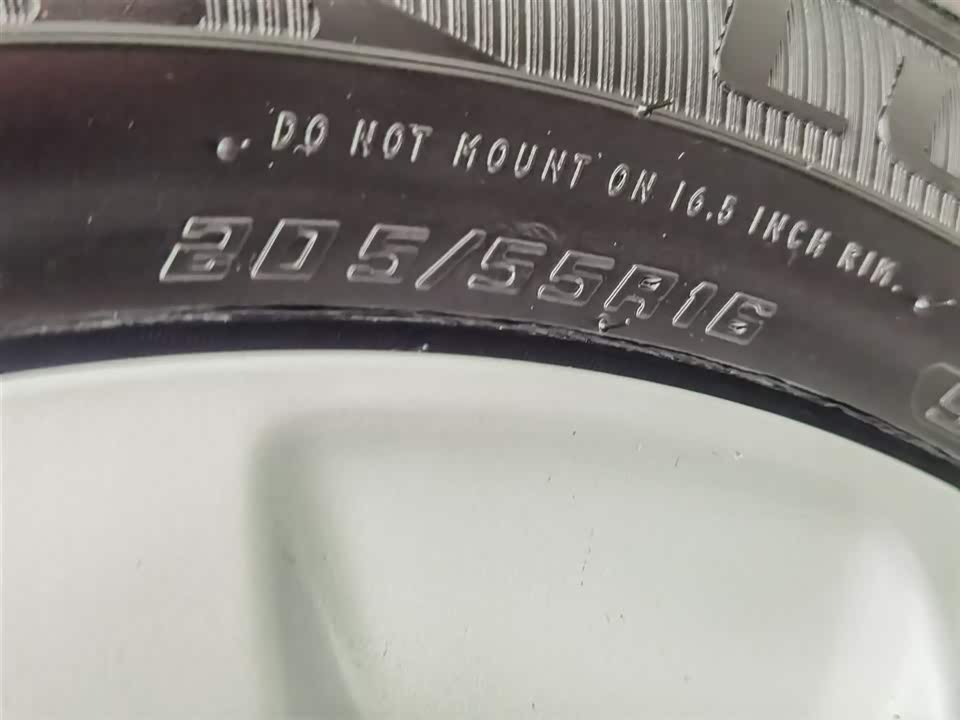 DO NOT MOUNT ON 16.5 INCH RIM.
205/55R16